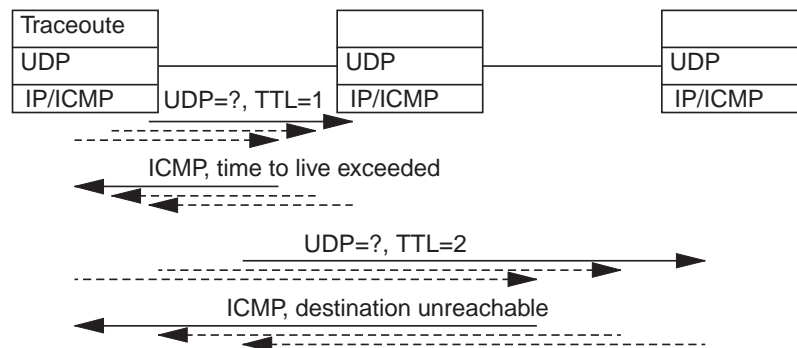 Traceoute
UDP UDP UDP
IP/ICMP IP/ICMP IP/ICMP
UDP=?, TTL=1
ICMP, time to live exceeded
UDP=?, TTL=2
ICMP, destination unreachable